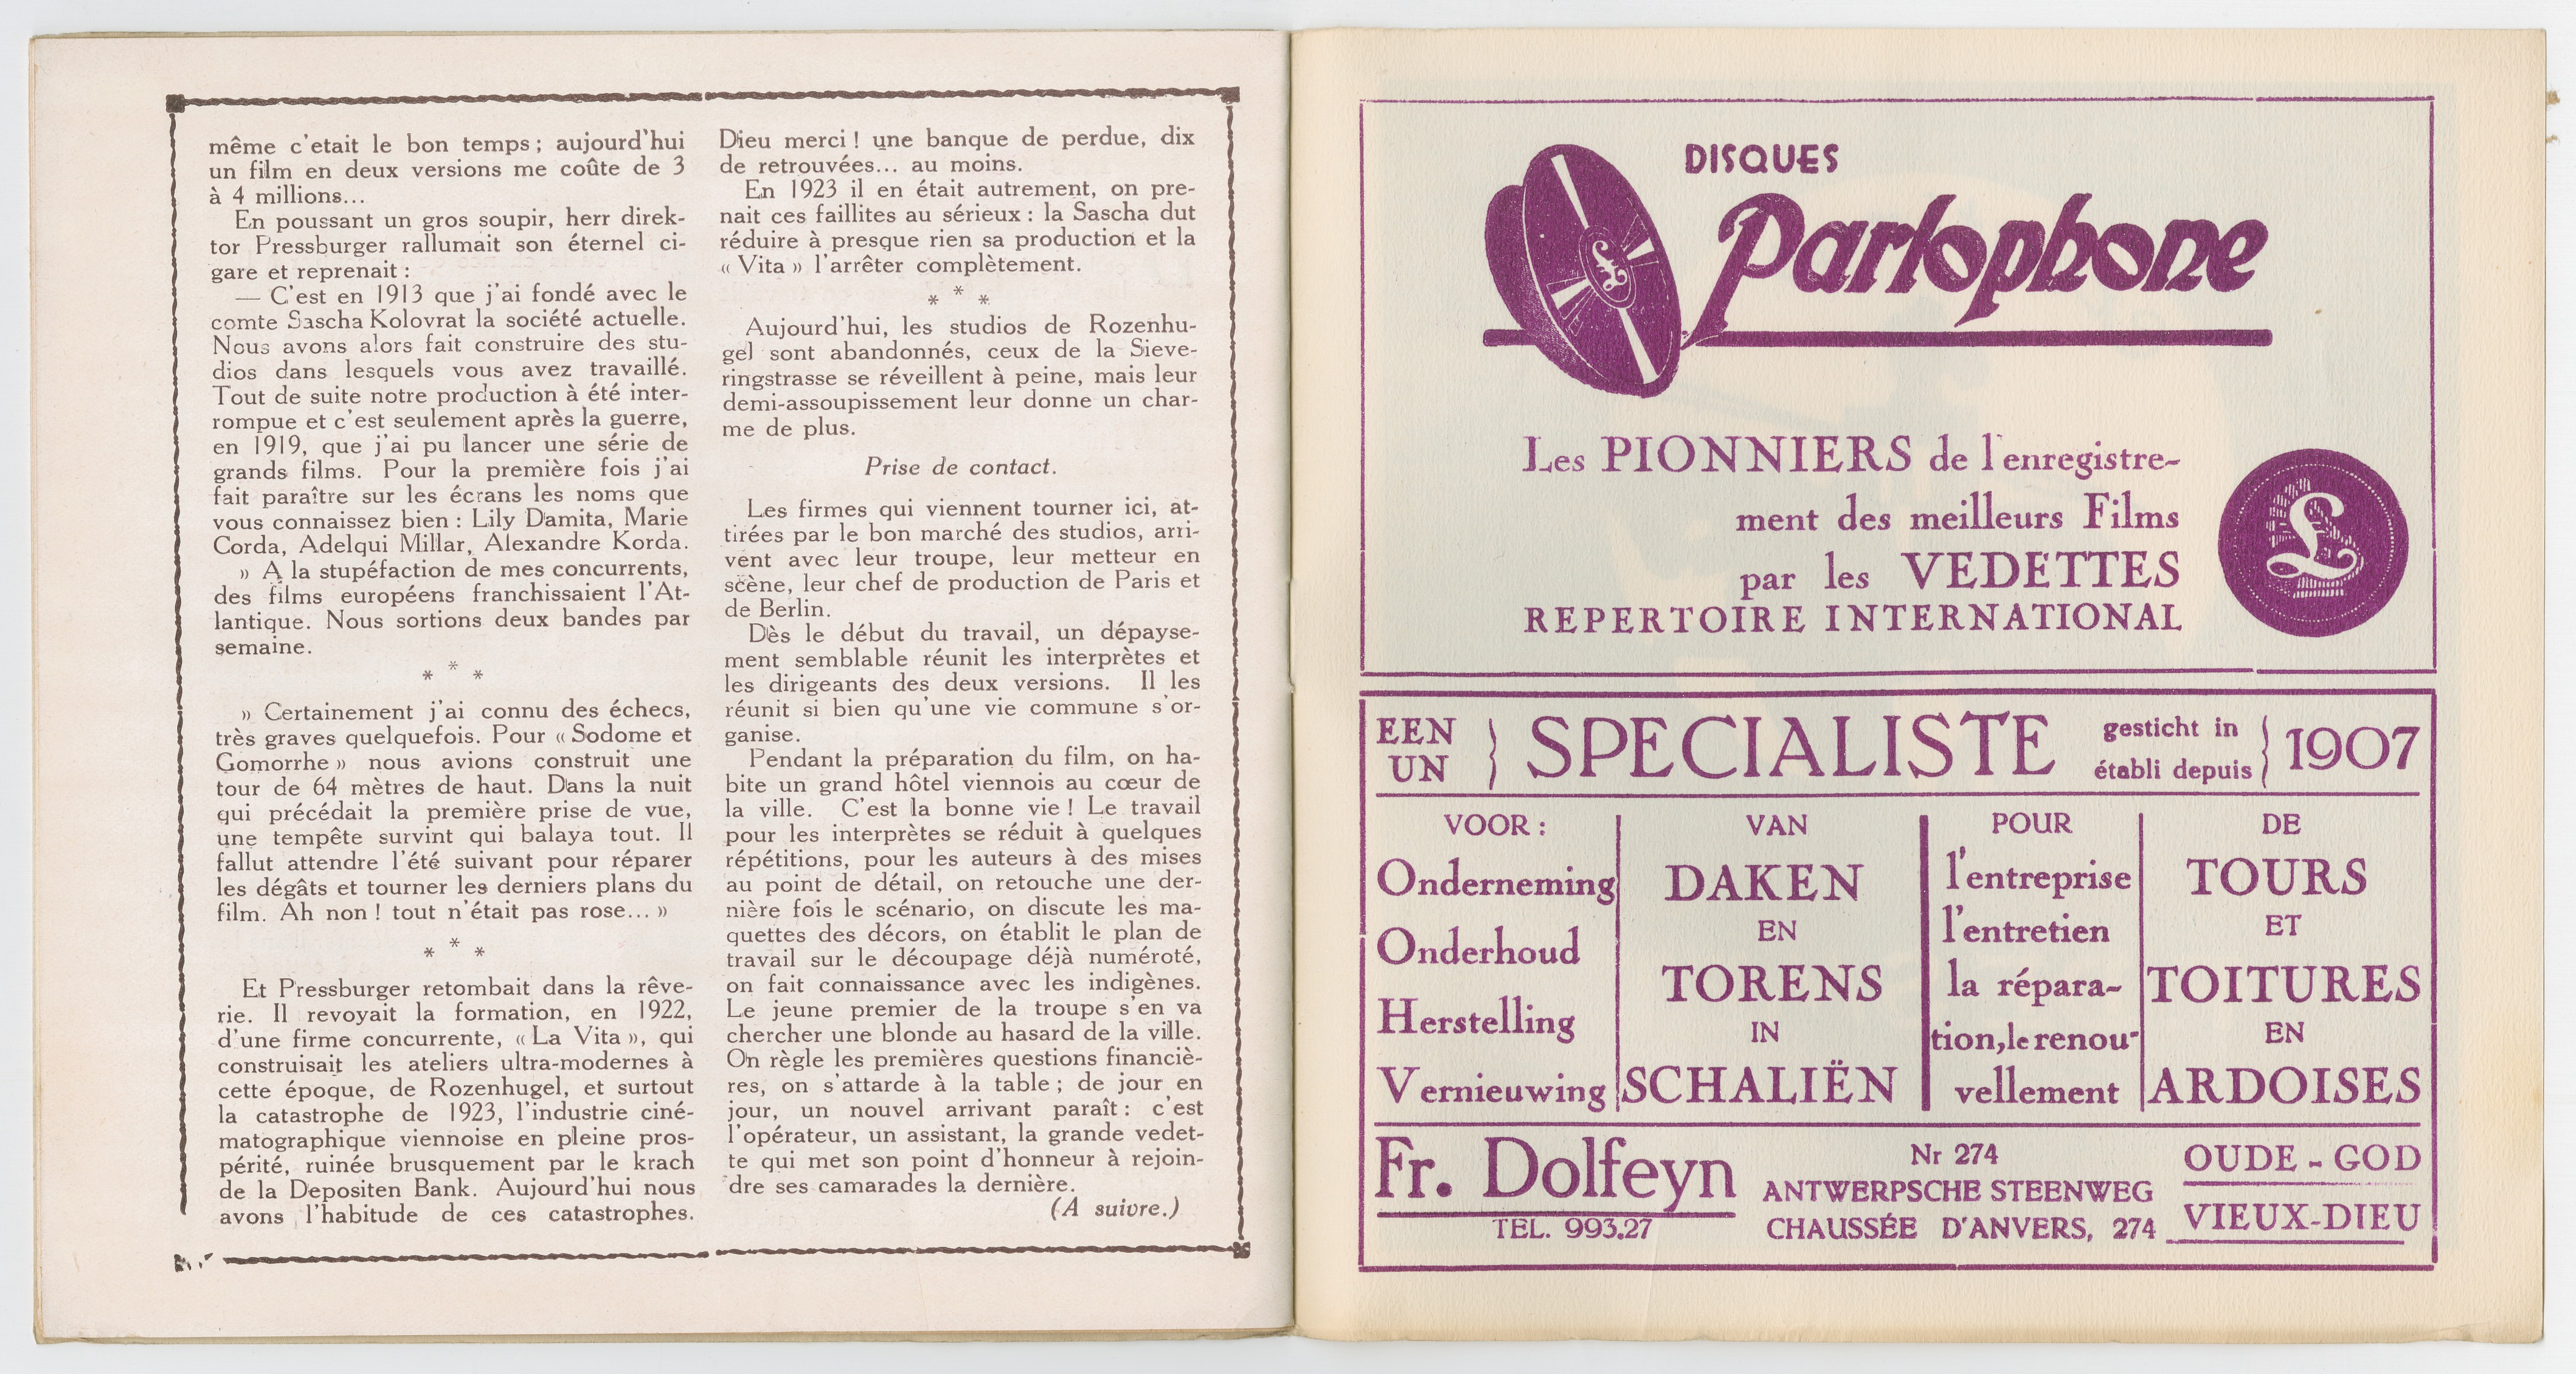 même c'etait le bon temps ; aujourd'hui
un film en deux versions me coûte de 3
à 4 millions...
En poussant un gros soupir, herr direk-
tor Pressburger rallumait son éternel ci-
gare et reprenait :
— C'est en 1913 que j'ai fondé avec le
comte Sascha Kolovrat la société actuelle.
Nous avons alors fait construire des stu-
dios dans lesquels vous avez travaillé.
Tout de suite notre production à été inter-
rompue et c'est seulement après la guerre,
en 1919, que j'ai pu lancer une série de
grands films. Pour la première fois j'ai
fait paraître sur les écrans les noms que
vous connaissez bien : Lily Damita, Marie
Corda, Adelqui Millar, Alexandre Korda.
» A la stupéfaction de mes concurrents,
des films européens franchissaient l'At-
lantique. Nous sortions deux bandes par
semaine.
* * *
» Certainement j'ai connu des échecs,
très graves quelquefois. Pour « Sodome et
Gomorrhe » nous avions construit une
tour de 64 mètres de haut. Dans la nuit
qui précédait la première prise de vue,
une tempête survint qui balaya tout. Il
fallut attendre l'été suivant pour réparer
les dégâts et tourner les derniers plans du
film. Ah non ! tout n'était pas rose... »
* * *
Et Pressburger retombait dans la rêve-
rie. Il revoyait la formation, en 1922,
d'une firme concurrente, « La Vita », qui
construisait les ateliers ultra-modernes à
cette époque, de Rozenhugel, et surtout
la catastrophe de 1923, l'industrie ciné-
matographique viennoise en pleine pros-
périté, ruinée brusquement par le krach
de la Depositen Bank. Aujourd'hui nous
avons l'habitude de ces catastrophes.
Dieu merci ! une banque de perdue, dix
de retrouvées... au moins.
En 1923 il en était autrement, on pre-
nait ces faillites au sérieux : la Sascha dut
réduire à presque rien sa production et la
« Vita » l'arrêter complètement.
* * *
Aujourd'hui, les studios de Rozenhu-
gel sont abandonnés, ceux de la Sieve-
ringstrasse se réveillent à peine, mais leur
demi-assoupissement leur donne un char-
me de plus.
Prise de contact.
Les firmes qui viennent tourner ici, at-
tirées par le bon marché des studios, arri-
vent avec leur troupe, leur metteur en
scène, leur chef de production de Paris et
de Berlin.
Dès le début du travail, un dépayse-
ment semblable réunit les interprètes et
les dirigeants des deux versions. Il les
réunit si bien qu'une vie commune s'or-
ganise.
Pendant la préparation du film, on ha-
bite un grand hôtel viennois au cœur de
la ville. C'est la bonne vie ! Le travail
pour les interprètes se réduit à quelques
répétitions, pour les auteurs à des mises
au point de détail, on retouche une der-
nière fois le scénario, on discute les ma-
quettes des décors, on établit le plan de
travail sur le découpage déjà numéroté,
on fait connaissance avec les indigènes.
Le jeune premier de la troupe s'en va
chercher une blonde au hasard de la ville.
On règle les premières questions financiè-
res, on s'attarde à la table ; de jour en
jour, un nouvel arrivant paraît : c'est
l'opérateur, un assistant, la grande vedet-
te qui met son point d'honneur à rejoin-
dre ses camarades la dernière.
(A suivre.)
DISQUES
Parlophone
Les PIONNIERS de l'enregistre-
ment des meilleurs Films
par les VEDETTES
REPERTOIRE INTERNATIONAL
£
EEN
UN
SPECIALISTE
gesticht in
établi depuis
1907
VOOR :
Onderneming
Onderhoud
Herstelling
Vernieuwing
VAN
DAKEN
EN
TORENS
IN
SCHALIËN
POUR
l'entreprise
l'entretien
la répara-
tion, le renou-
vellement
DE
TOURS
ET
TOITURES
EN
ARDOISES
Fr. Dolfeyn
TEL. 993.27
Nr 274
ANTWERPSCHE STEENWEG
CHAUSSÉE D'ANVERS, 274
OUDE-GOD
VIEUX-DIEU